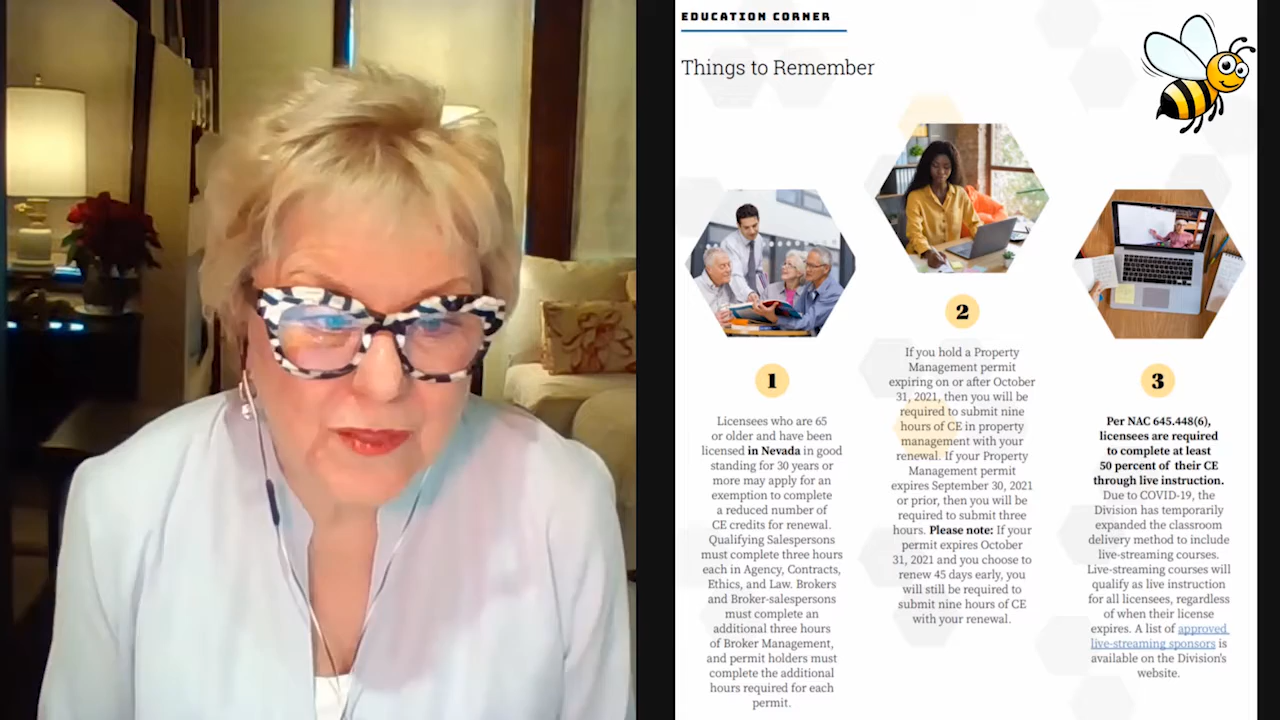 EDUCATION CORNER
Things to Remember
1
Licensees who are 65
or older and have been
licensed in Nevada in good
standing for 30 years or
more may apply for an
exemption to complete
a reduced number of
CE credits for renewal.
Qualifying Salespersons
must complete three hours
each in Agency, Contracts,
Ethics, and Law. Brokers
and Broker-salespersons
must complete an
additional three hours
of Broker Management,
and permit holders must
complete the additional
hours required for each
permit.
2
If you hold a Property
Management permit
expiring on or after October
31, 2021, then you will be
required to submit nine
hours of CE in property
management with your
renewal. If your Property
Management permit
expires September 30, 2021
or prior, then you will be
required to submit three
hours. Please note: If your
permit expires October
31, 2021 and you choose to
renew 45 days early, you
will still be required to
submit nine hours of CE
with your renewal.
3
Per NAC 645.448(6),
licensees are required
to complete at least
50 percent of their CE
through live instruction.
Due to COVID-19, the
Division has temporarily
expanded the classroom
delivery method to include
live-streaming courses.
Live-streaming courses will
qualify as live instruction
for all licensees, regardless
of when their license
expires. A list of approved
live-streaming sponsors is
available on the Division's
website.